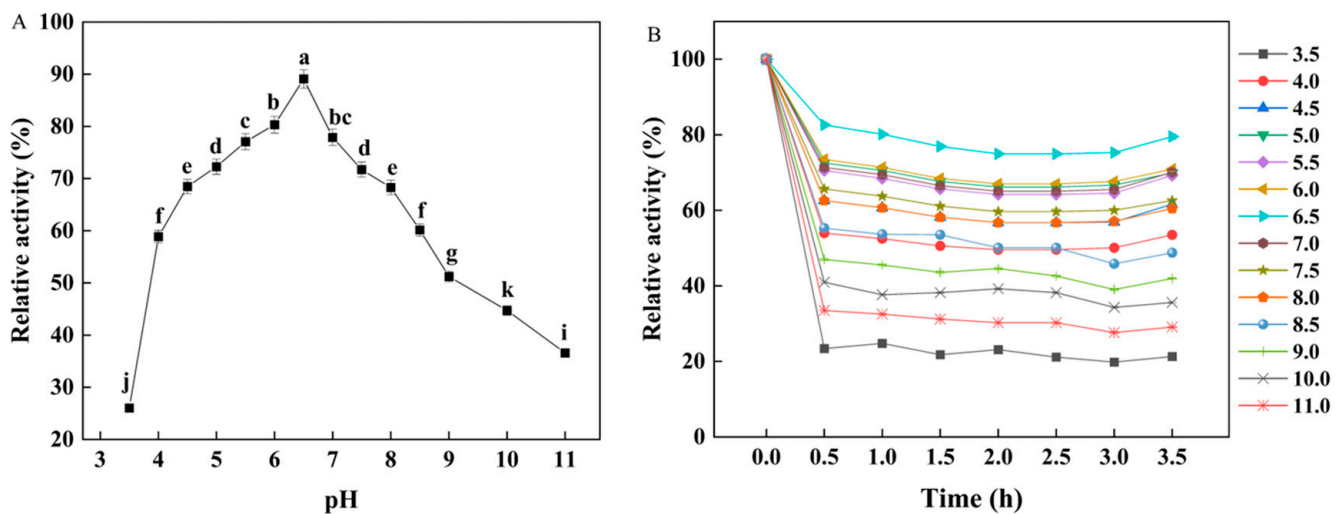 A
100
90
80
70
60
50
40
30
20
Relative activity (%)
j
f
e
d
c
b
a
bc
d
e
f
g
k
i
3 4 5 6 7 8 9 10 11
pH
B
100
80
60
40
20
0
Relative activity (%)
0.0 0.5 1.0 1.5 2.0 2.5 3.0 3.5
Time (h)
3.5
4.0
4.5
5.0
5.5
6.0
6.5
7.0
7.5
8.0
8.5
9.0
10.0
11.0